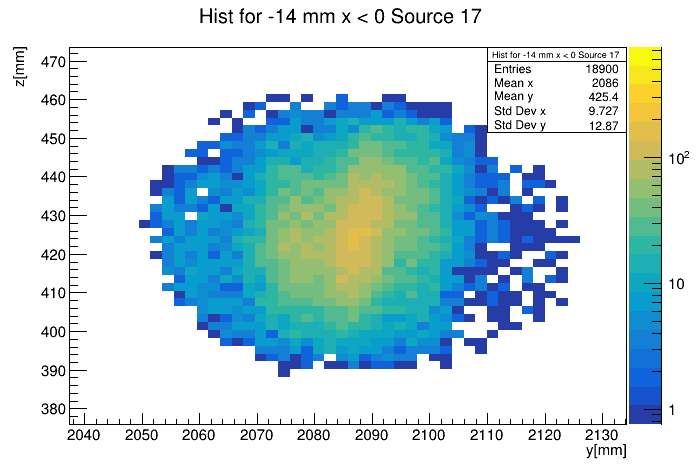 Hist for -14 mm x < 0 Source 17
z[mm]
Hist for -14 mm x < 0 Source 17
Entries 18900
Mean x 2086
Mean y 425.4
Std Dev x 9.727
Std Dev y 12.87
470
460
450
440
430
420
410
400
390
380
10²
10
1
2040 2050 2060 2070 2080 2090 2100 2110 2120 2130
y[mm]